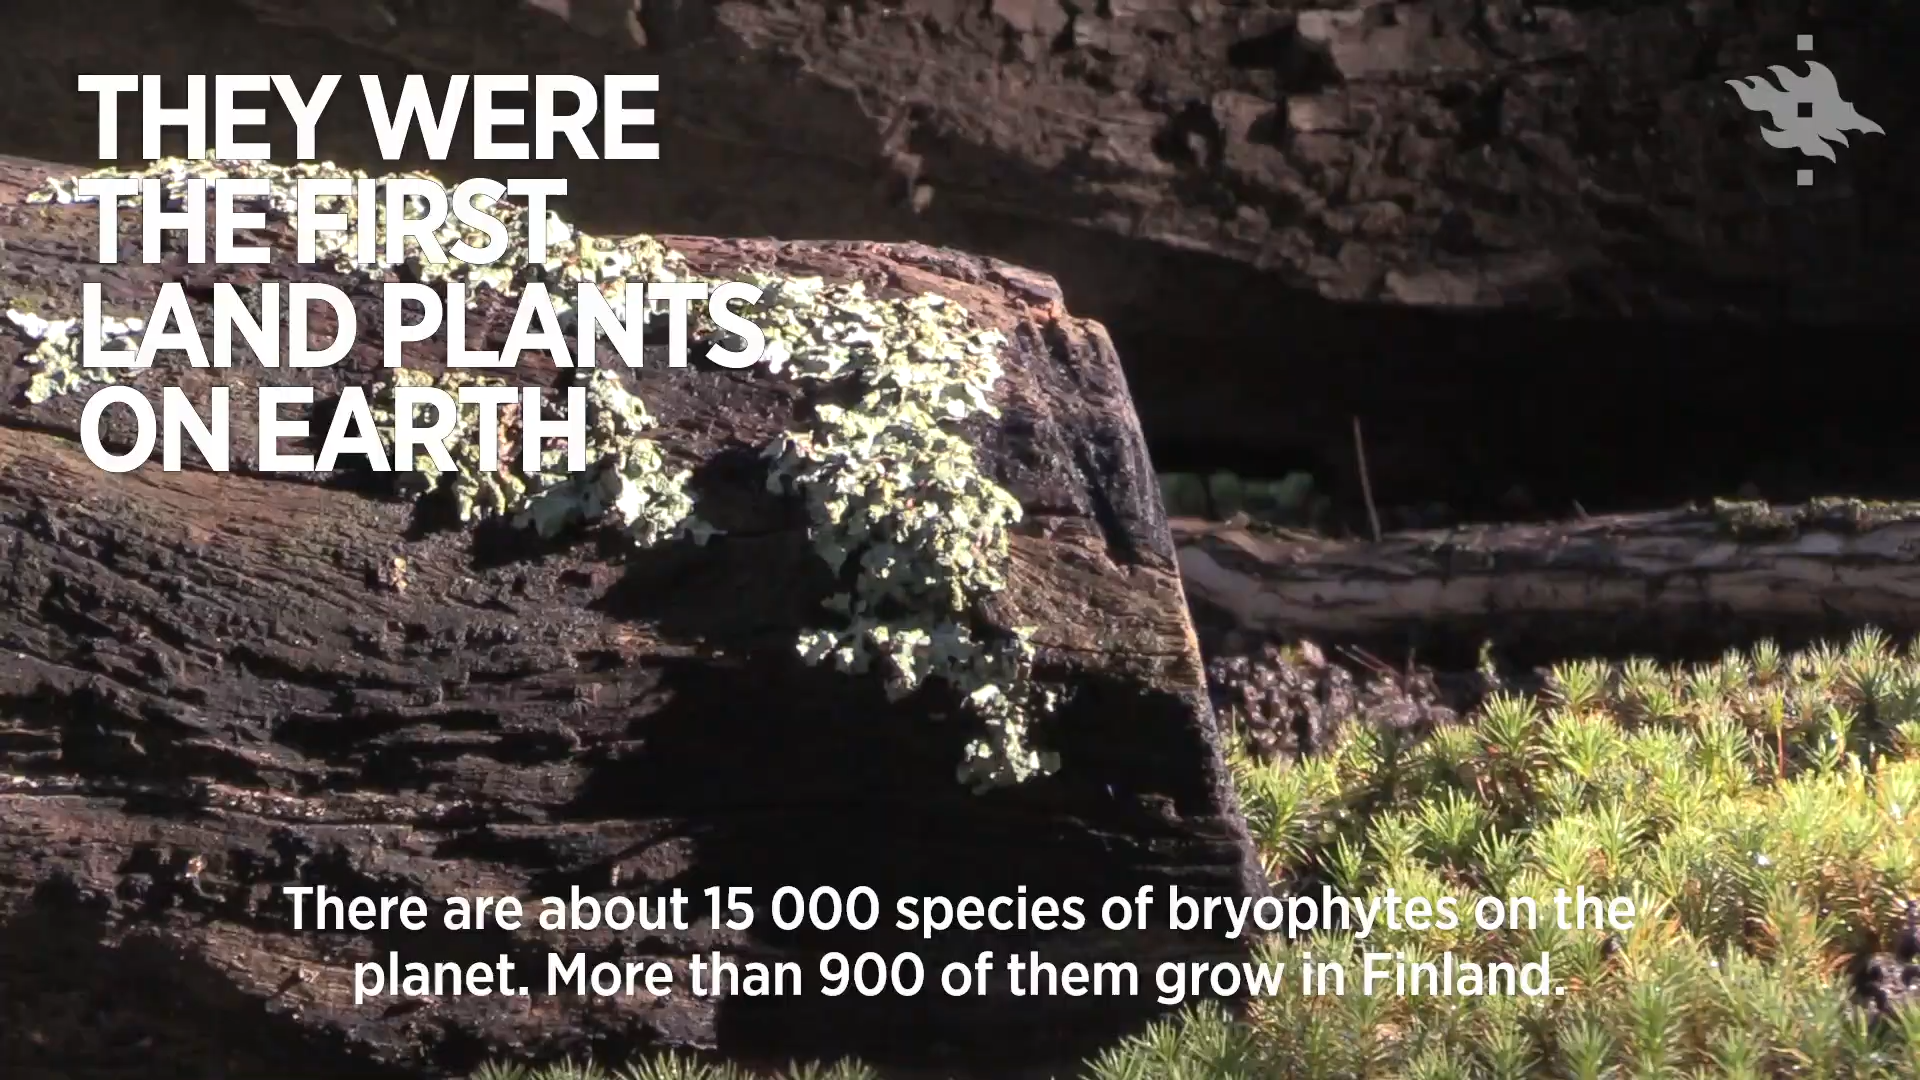 THEY WERE
THE FIRST
LAND PLANTS
ON EARTH
There are about 15 000 species of bryophytes on the
planet. More than 900 of them grow in Finland.